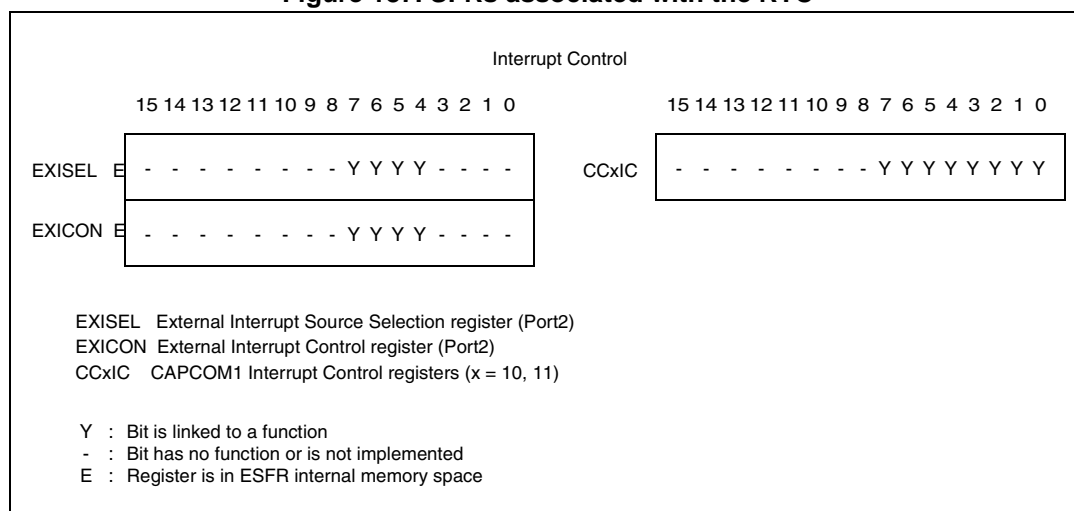 SFRs associated with the RTC
Interrupt Control
15 14 13 12 11 10 9 8 7 6 5 4 3 2 1 0
15 14 13 12 11 10 9 8 7 6 5 4 3 2 1 0
EXISEL E - - - - - - - - Y Y Y Y - - - -
CCxIC - - - - - - - - Y Y Y Y Y Y Y Y
EXICON E - - - - - - - - Y Y Y Y - - - -
EXISEL External Interrupt Source Selection register (Port2)
EXICON External Interrupt Control register (Port2)
CCxIC CAPCOM1 Interrupt Control registers (x = 10, 11)
Y : Bit is linked to a function
- : Bit has no function or is not implemented
E : Register is in ESFR internal memory space